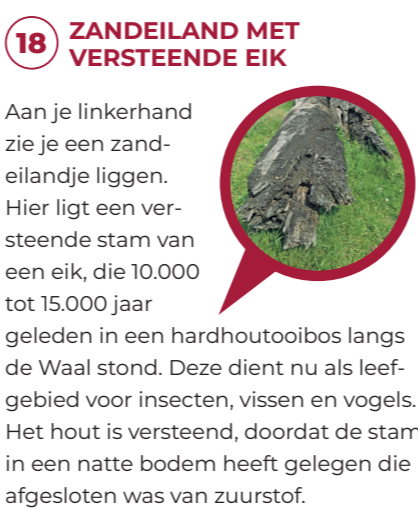 18
ZANDEILAND MET
VERSTEENDE EIK
Aan je linkerhand
zie je een zand-
eilandje liggen.
Hier ligt een ver-
steende stam van
een eik, die 10.000
tot 15.000 jaar
geleden in een hardhoutooibos langs
de Waal stond. Deze dient nu als leef-
gebied voor insecten, vissen en vogels.
Het hout is versteend, doordat de stam
in een natte bodem heeft gelegen die
afgesloten was van zuurstof.